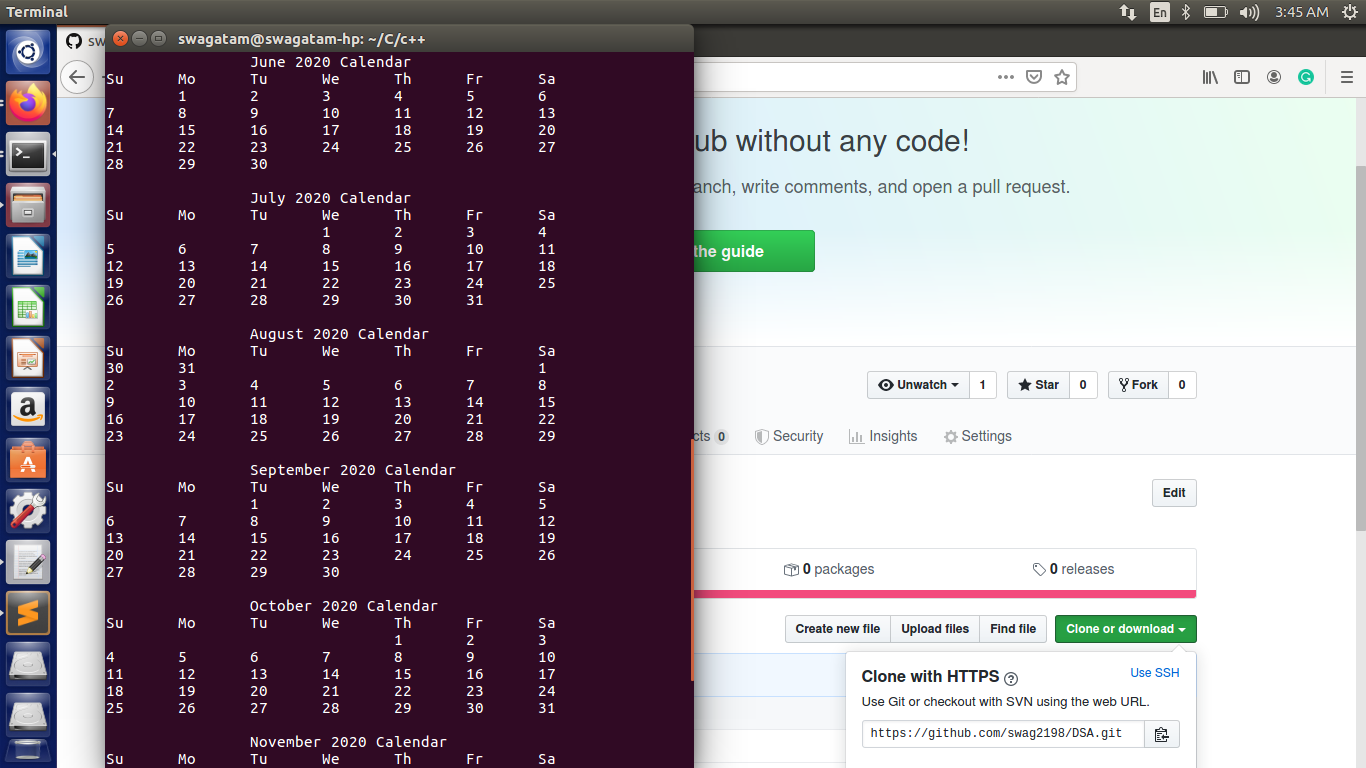 Terminal
En
3:45 AM
sw
swagatam@swagatam-hp: ~/C/c++
June 2020 Calendar
Su Mo Tu We Th Fr Sa
1 2 3 4 5 6
7 8 9 10 11 12 13
14 15 16 17 18 19 20
21 22 23 24 25 26 27
28 29 30
July 2020 Calendar
Su Mo Tu We Th Fr Sa
1 2 3 4
5 6 7 8 9 10 11
12 13 14 15 16 17 18
19 20 21 22 23 24 25
26 27 28 29 30 31
August 2020 Calendar
Su Mo Tu We Th Fr Sa
30 31 1
2 3 4 5 6 7 8
9 10 11 12 13 14 15
16 17 18 19 20 21 22
23 24 25 26 27 28 29
September 2020 Calendar
Su Mo Tu We Th Fr Sa
1 2 3 4 5
6 7 8 9 10 11 12
13 14 15 16 17 18 19
20 21 22 23 24 25 26
27 28 29 30
October 2020 Calendar
Su Mo Tu We Th Fr Sa
1 2 3
4 5 6 7 8 9 10
11 12 13 14 15 16 17
18 19 20 21 22 23 24
25 26 27 28 29 30 31
November 2020 Calendar
Su Mo Tu We Th Fr Sa
ub without any code!
anch, write comments, and open a pull request.
the guide
Unwatch 1 Star 0 Fork 0
cts 0 Security Insights Settings
Edit
0 packages 0 releases
Create new file Upload files Find file Clone or download
Clone with HTTPS ? Use SSH
Use Git or checkout with SVN using the web URL.
https://github.com/swag2198/DSA.git